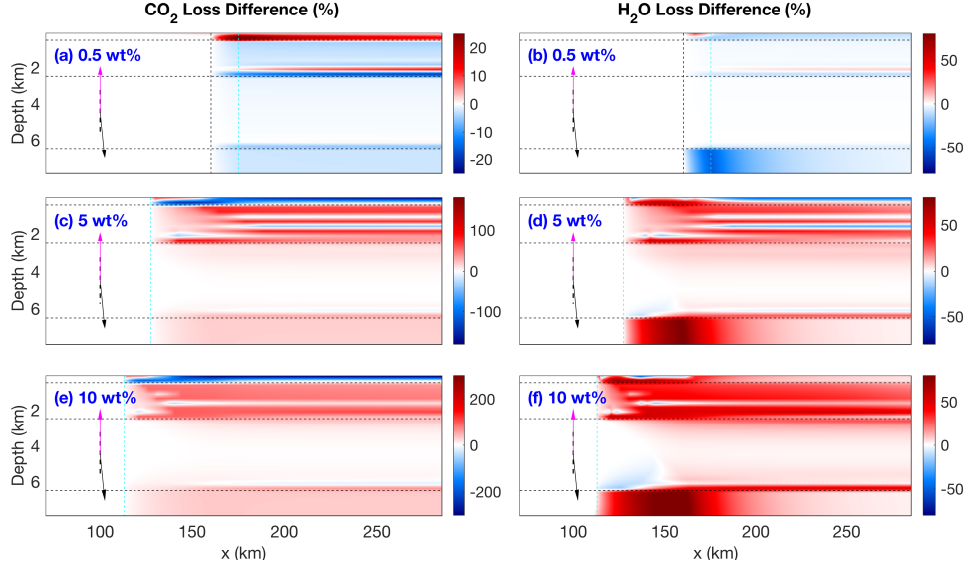 CO2 Loss Difference (%)
H2O Loss Difference (%)
(a) 0.5 wt%
Depth (km)
2
4
6
20
10
0
-10
-20
(b) 0.5 wt%
50
0
-50
(c) 5 wt%
Depth (km)
2
4
6
100
0
-100
(d) 5 wt%
50
0
-50
(e) 10 wt%
Depth (km)
2
4
6
100
150
200
250
x (km)
200
0
-200
(f) 10 wt%
100
150
200
250
x (km)
50
0
-50